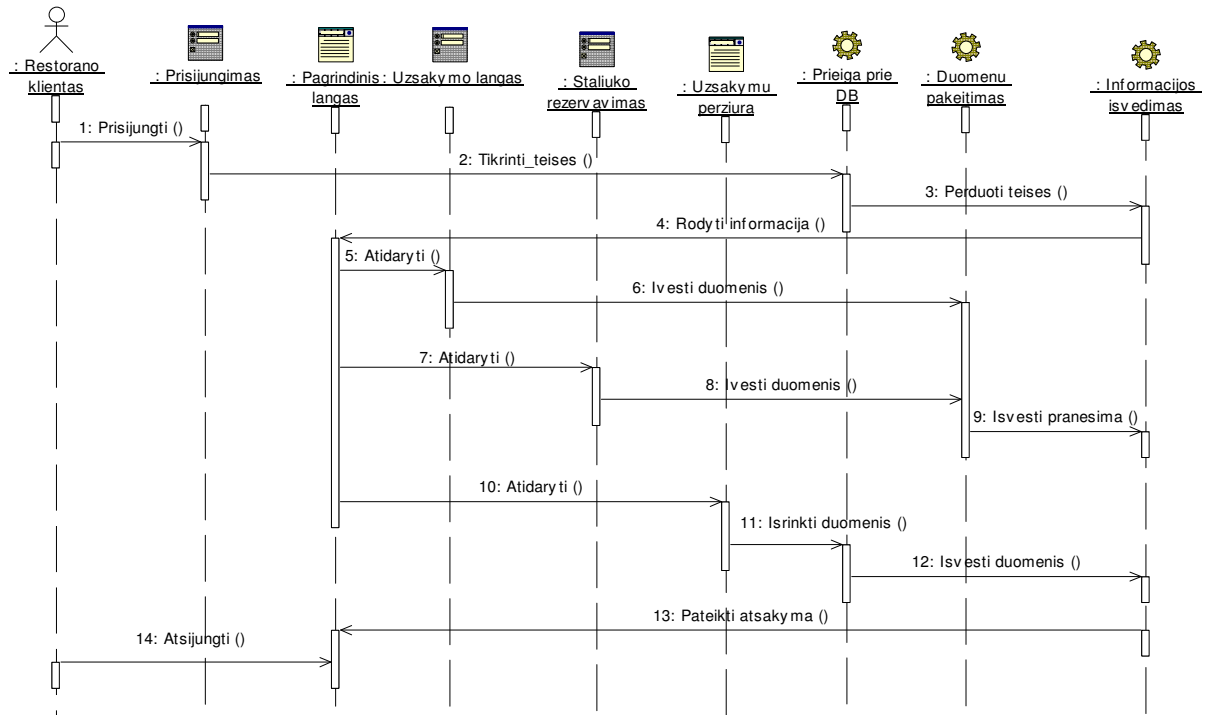 : Restorano
klientas
: Prisijungimas
: Pagrindinis
langas
: Uzsakymo langas
: Staliuko
rezervavimas
: Uzsakymu
perziura
: Prieiga prie
DB
: Duomenu
pakeitimas
: Informacijos
isvedimas
1: Prisijungti ()
2: Tikrinti_teises ()
3: Perduoti teises ()
4: Rodyti informacija ()
5: Atidaryti ()
6: Ivesti duomenis ()
7: Atidaryti ()
8: Ivesti duomenis ()
9: Isvesti pranesima ()
10: Atidaryti ()
11: Isrinkti duomenis ()
12: Isvesti duomenis ()
13: Pateikti atsakyma ()
14: Atsijungti ()